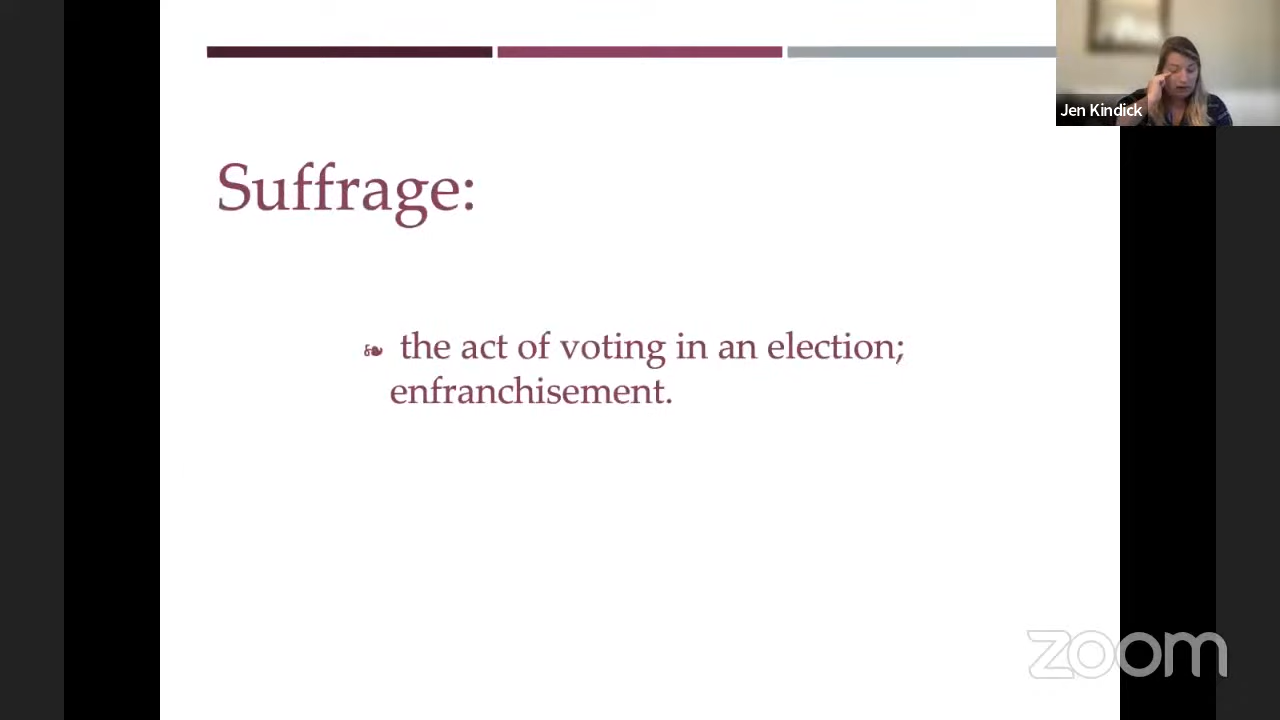 Jen Kindick
Suffrage:
the act of voting in an election;
enfranchisement.
zoom